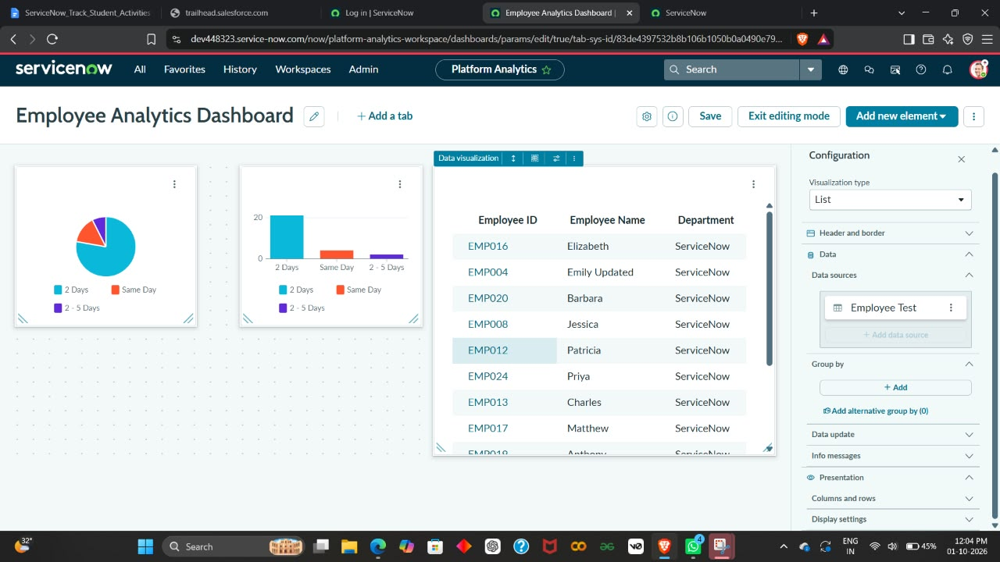 ServiceNow_Track_Student_Activities
trailhead.salesforce.com
Log in | ServiceNow
Employee Analytics Dashboard |
ServiceNow
dev448323.service-now.com/now/platform-analytics-workspace/dashboards/params/edit/true/tab-sys-id/83de4397532b8b106b1050b0a0490e79...
servicenow
All
Favorites
History
Workspaces
Admin
Platform Analytics
Search
Employee Analytics Dashboard
+ Add a tab
Save
Exit editing mode
Add new element
2 Days
Same Day
2 - 5 Days
20
0
2 Days
Same Day
2 - 5 Days
2 Days
Same Day
2 - 5 Days
Data visualization
Employee ID Employee Name Department
EMP016 Elizabeth ServiceNow
EMP004 Emily Updated ServiceNow
EMP020 Barbara ServiceNow
EMP008 Jessica ServiceNow
EMP012 Patricia ServiceNow
EMP024 Priya ServiceNow
EMP013 Charles ServiceNow
EMP017 Matthew ServiceNow
EMP019 Anthony ServiceNow
Configuration
Visualization type
List
Header and border
Data
Data sources
Employee Test
+ Add data source
Group by
+ Add
Add alternative group by (0)
Data update
Info messages
Presentation
Columns and rows
Display settings
32°
Search
4
ENG
IN
45%
12:04 PM
01-10-2026